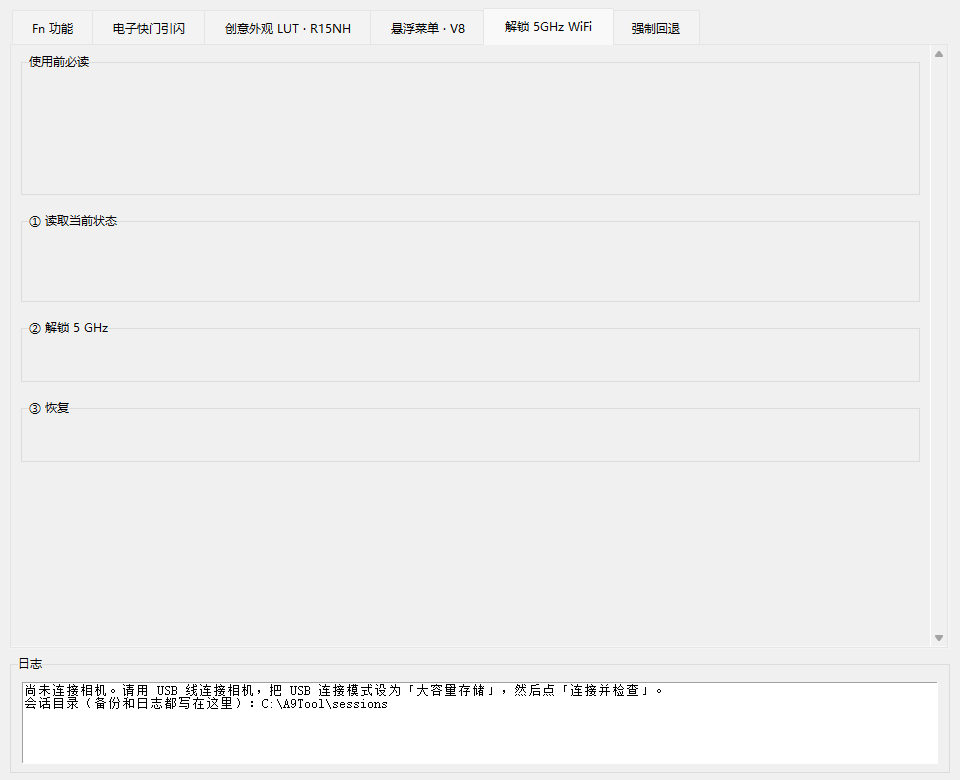 Fn 功能
电子快门引闪
创意外观 LUT · R15NH
悬浮菜单 · V8
解锁 5GHz WiFi
强制回退
使用前必读
① 读取当前状态
② 解锁 5 GHz
③ 恢复
日志
尚未连接相机。请用 USB 线连接相机，把 USB 连接模式设为「大容量存储」，然后点「连接并检查」。
会话目录（备份和日志都写在这里）：C:\A9Tool\sessions